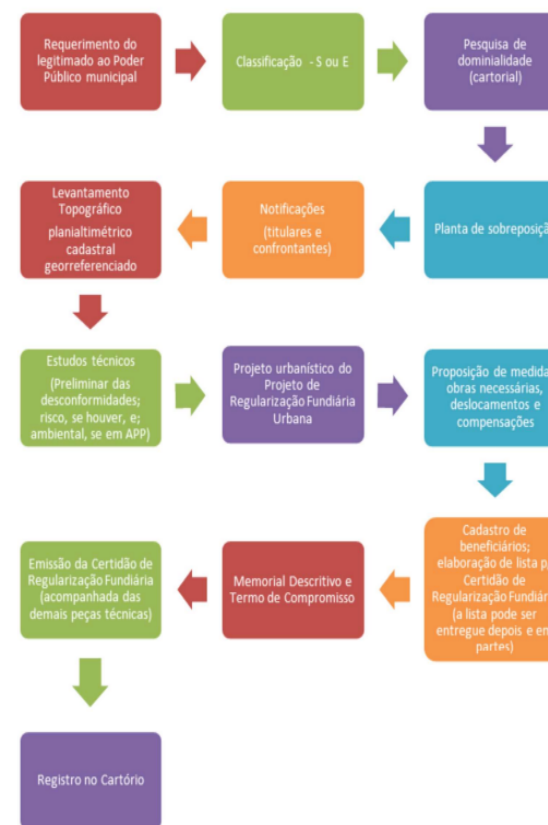 Requerimento do
legitimado ao Poder
Público municipal
Classificação - S ou E
Pesquisa de
dominialidade
(cartorial)
Planta de sobreposiçã
Notificações
(titulares e
confrontantes)
Levantamento
Topográfico
planialtimétrico
cadastral
georreferenciado
Estudos técnicos
(Preliminar das
desconformidades;
risco, se houver, e;
ambiental, se em APP)
Projeto urbanístico do
Projeto de
Regularização Fundiária
Urbana
Proposição de medida
obras necessárias,
deslocamentos e
compensações
Cadastro de
beneficiários;
elaboração de lista p
Certidão de
Regularização Fundiár
(a lista pode ser
entregue depois e en
partes)
Memorial Descritivo e
Termo de Compromisso
Emissão da Certidão de
Regularização Fundiária
(acompanhada das
demais peças técnicas)
Registro no Cartório